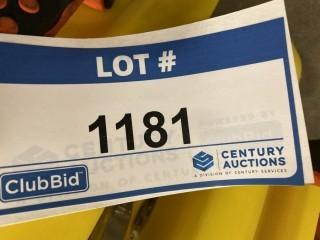 LOT #
1181
ClubBid
CENTURY
AUCTIONS
A DIVISION OF CENTURY SERVICES